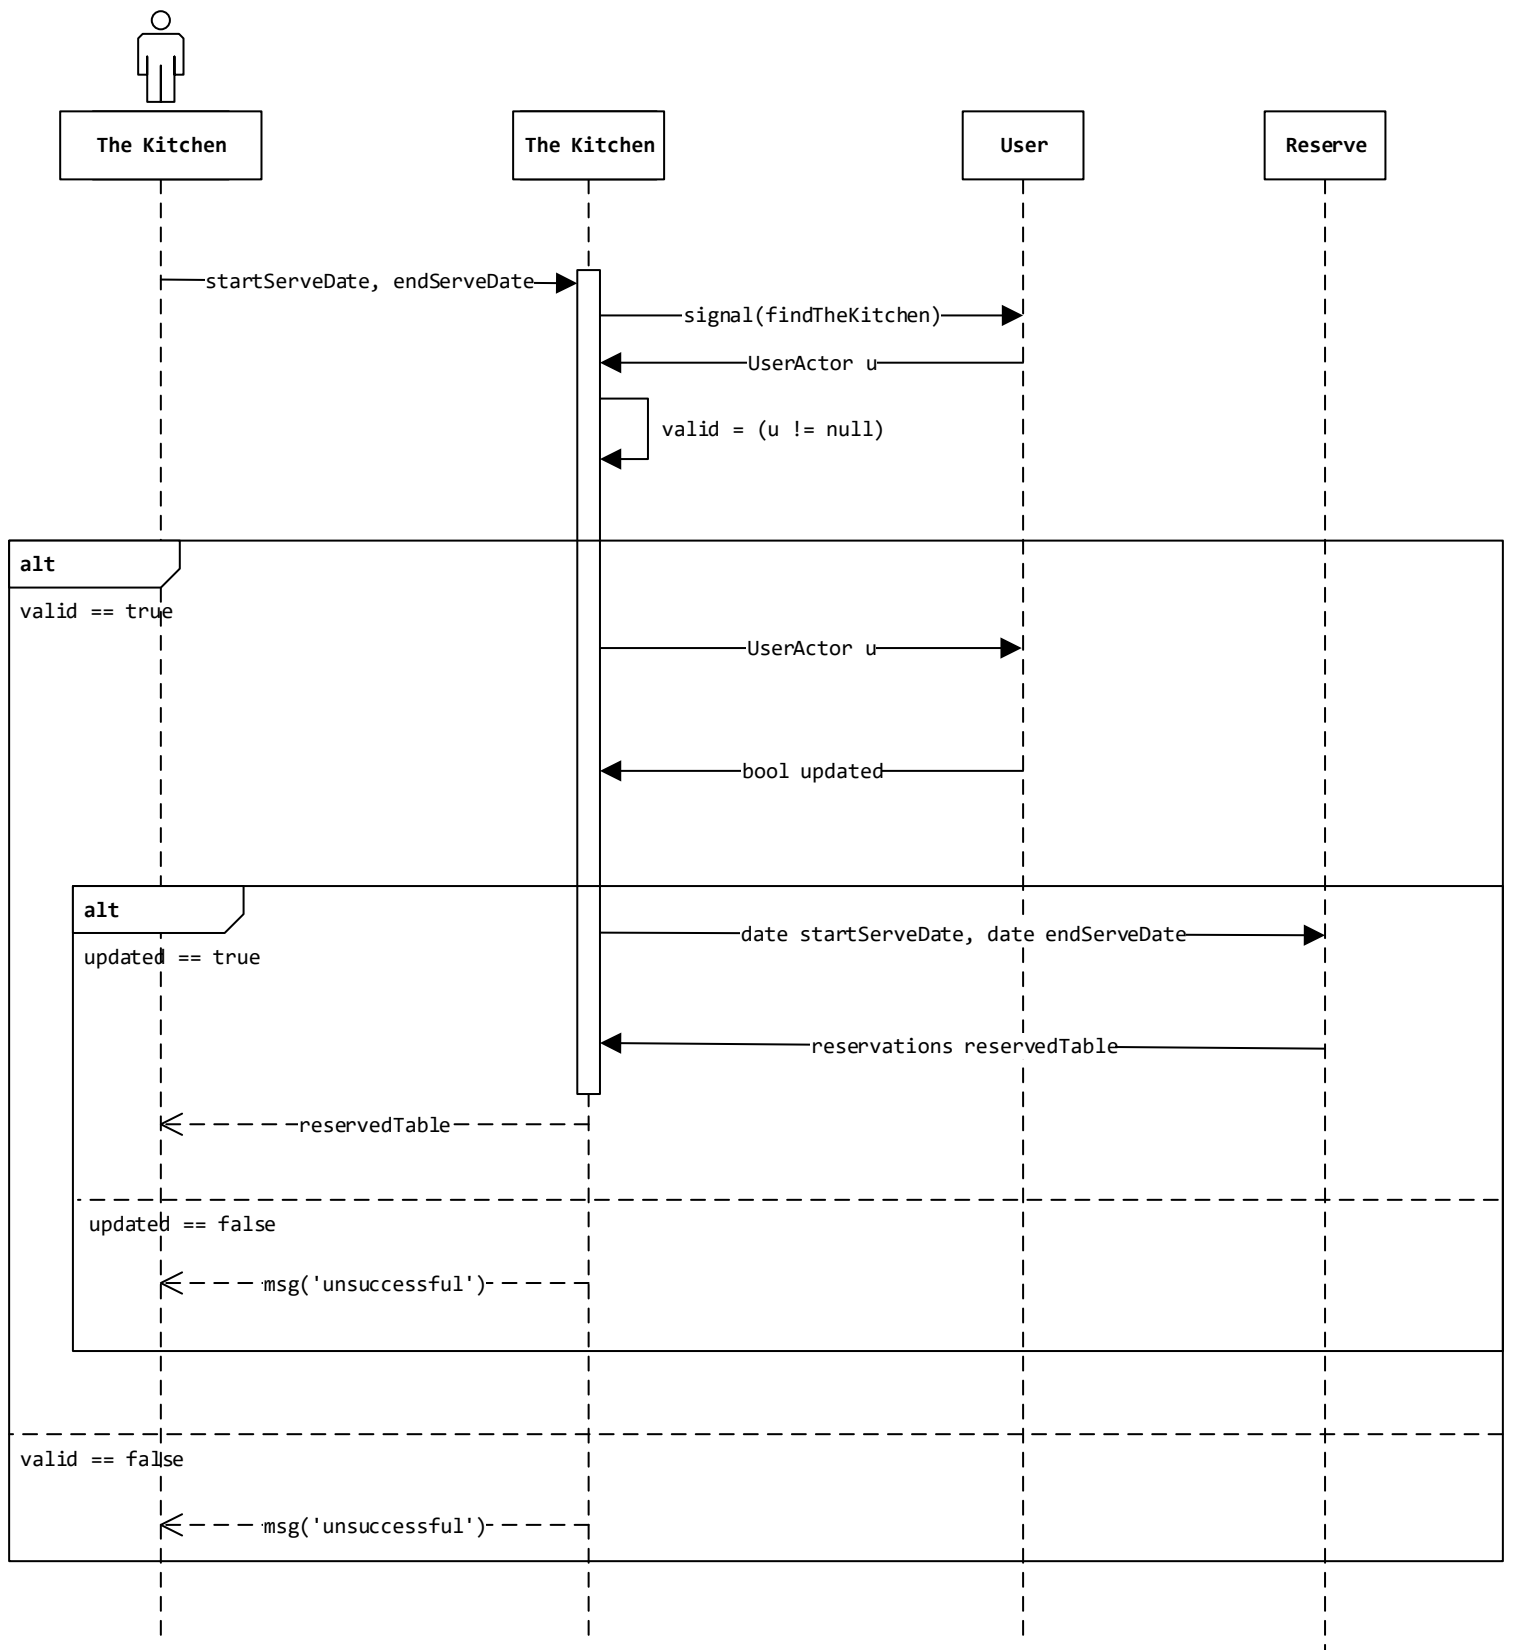 The Kitchen
The Kitchen
User
Reserve
startServeDate, endServeDate
signal(findTheKitchen)
UserActor u
valid = (u != null)
alt
valid == true
UserActor u
bool updated
alt
date startServeDate, date endServeDate
updated == true
reservations reservedTable
reservedTable
updated == false
msg('unsuccessful')
valid == false
msg('unsuccessful')